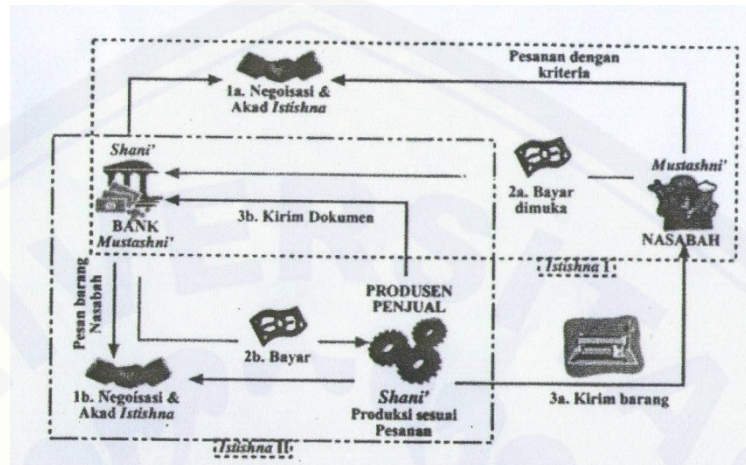 Pesanan dengan
kriteria
1a. Negoisasi &
Akad Istishna
Shani'
Mustashni'
2a. Bayar
dimuka
3b. Kirim Dokumen
BANK
Mustashni'
NASABAH
Istishna I
Pesan barang
Nasabah
PRODUSEN
PENJUAL
2b. Bayar
1b. Negoisasi &
Akad Istishna
Shani'
Produksi sesuai
Pesanan
3a. Kirim barang
Istishna II